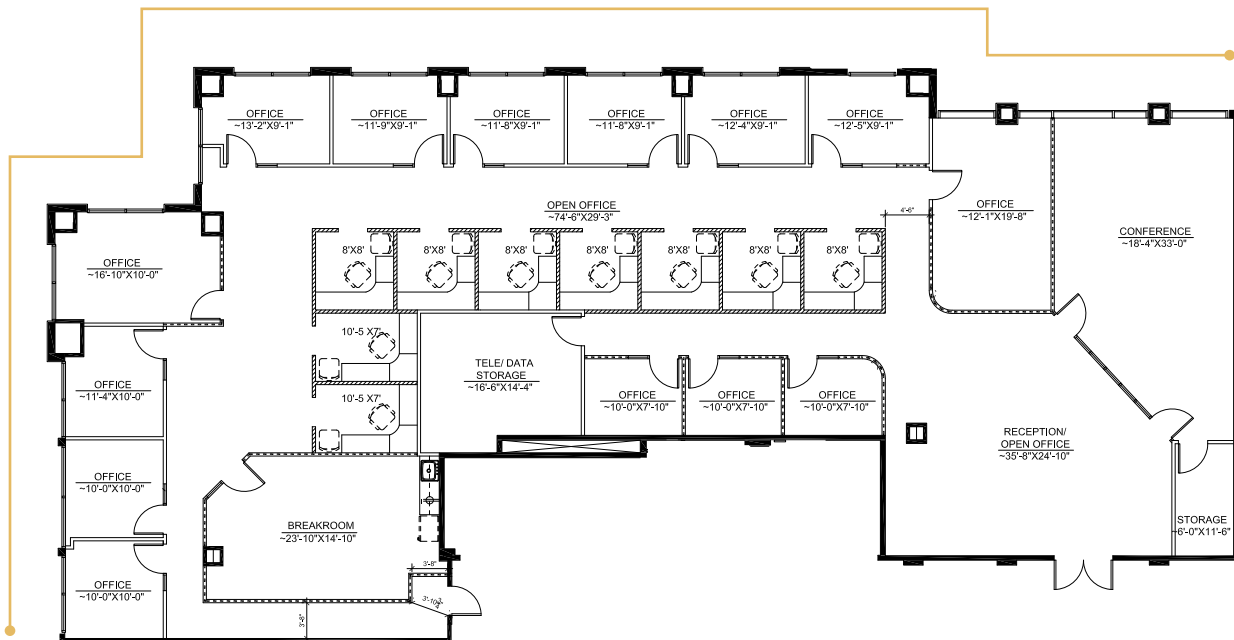 OFFICE
~13'-2"X9'-1"
OFFICE
~11'-9"X9'-1"
OFFICE
~11'-8"X9'-1"
OFFICE
~11'-8"X9'-1"
OFFICE
~12'-4"X9'-1"
OFFICE
~12'-5"X9'-1"
OPEN OFFICE
~74'-6"X29'-3"
4'-6"
OFFICE
~12'-1"X19'-8"
CONFERENCE
~18'-4"X33'-0"
OFFICE
~16'-10"X10'-0"
8'X8'
8'X8'
8'X8'
8'X8'
8'X8'
8'X8'
8'X8'
10'-5 X7'
TELE/ DATA
STORAGE
~16'-6"X14'-4"
OFFICE
~11'-4"X10'-0"
10'-5 X7'
OFFICE
~10'-0"X7'-10"
OFFICE
~10'-0"X7'-10"
OFFICE
~10'-0"X7'-10"
RECEPTION/
OPEN OFFICE
~35'-8"X24'-10"
OFFICE
~10'-0"X10'-0"
BREAKROOM
~23'-10"X14'-10"
STORAGE
6'-0"X11'-6"
OFFICE
~10'-0"X10'-0"
3'-8"
3'-8"